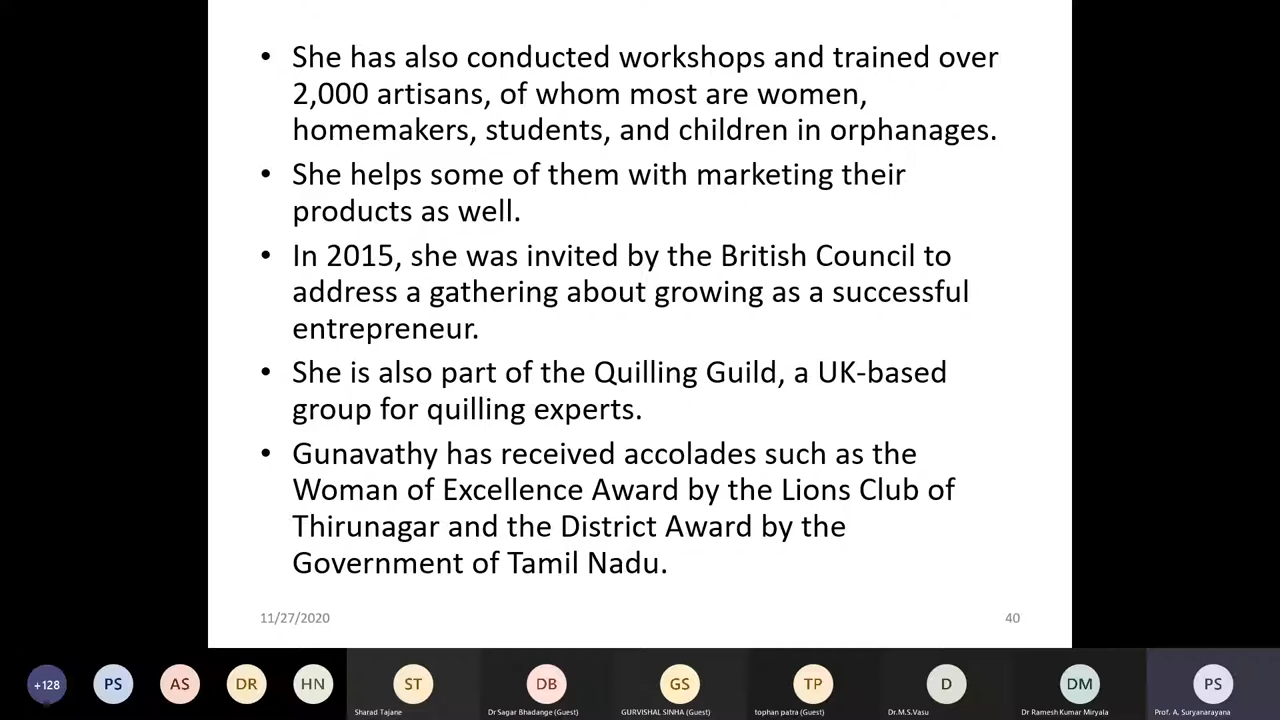 • She has also conducted workshops and trained over
2,000 artisans, of whom most are women,
homemakers, students, and children in orphanages.
• She helps some of them with marketing their
products as well.
• In 2015, she was invited by the British Council to
address a gathering about growing as a successful
entrepreneur.
• She is also part of the Quilling Guild, a UK-based
group for quilling experts.
• Gunavathy has received accolades such as the
Woman of Excellence Award by the Lions Club of
Thirunagar and the District Award by the
Government of Tamil Nadu.
11/27/2020 40
+128 PS AS DR HN ST DB GS TP D DM PS
Sharad Tajane Dr Sagar Bhadange (Guest) GURVISHAL SINHA (Guest) tophan patra (Guest) Dr.M.S.Vasu Dr Ramesh Kumar Miryala Prof. A. Suryanarayana